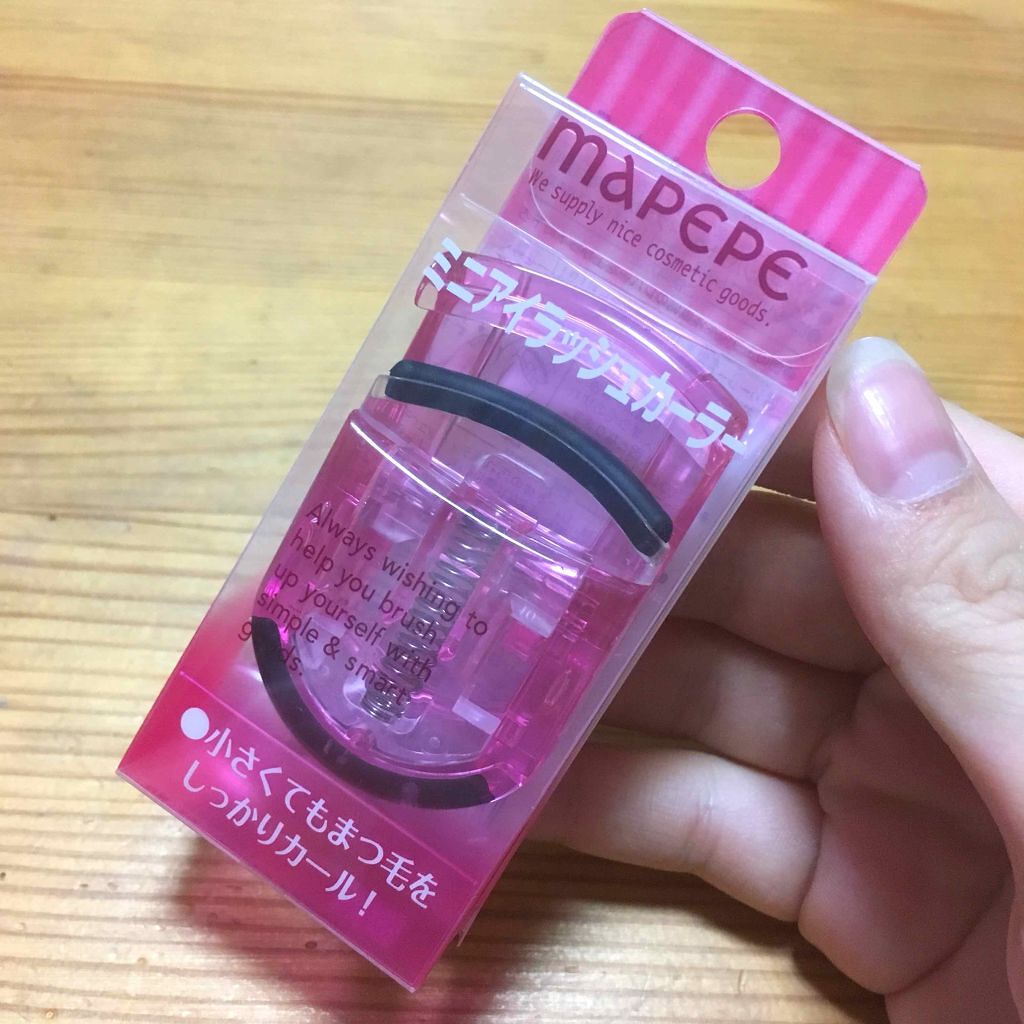 mapepe
We supply nice cosmetic goods.
ミニアイラッシュカーラー
Always wishing to
help you brush
up yourself with
simple & smart
goods.
●小さくてもまつ毛を
しっかりカール！